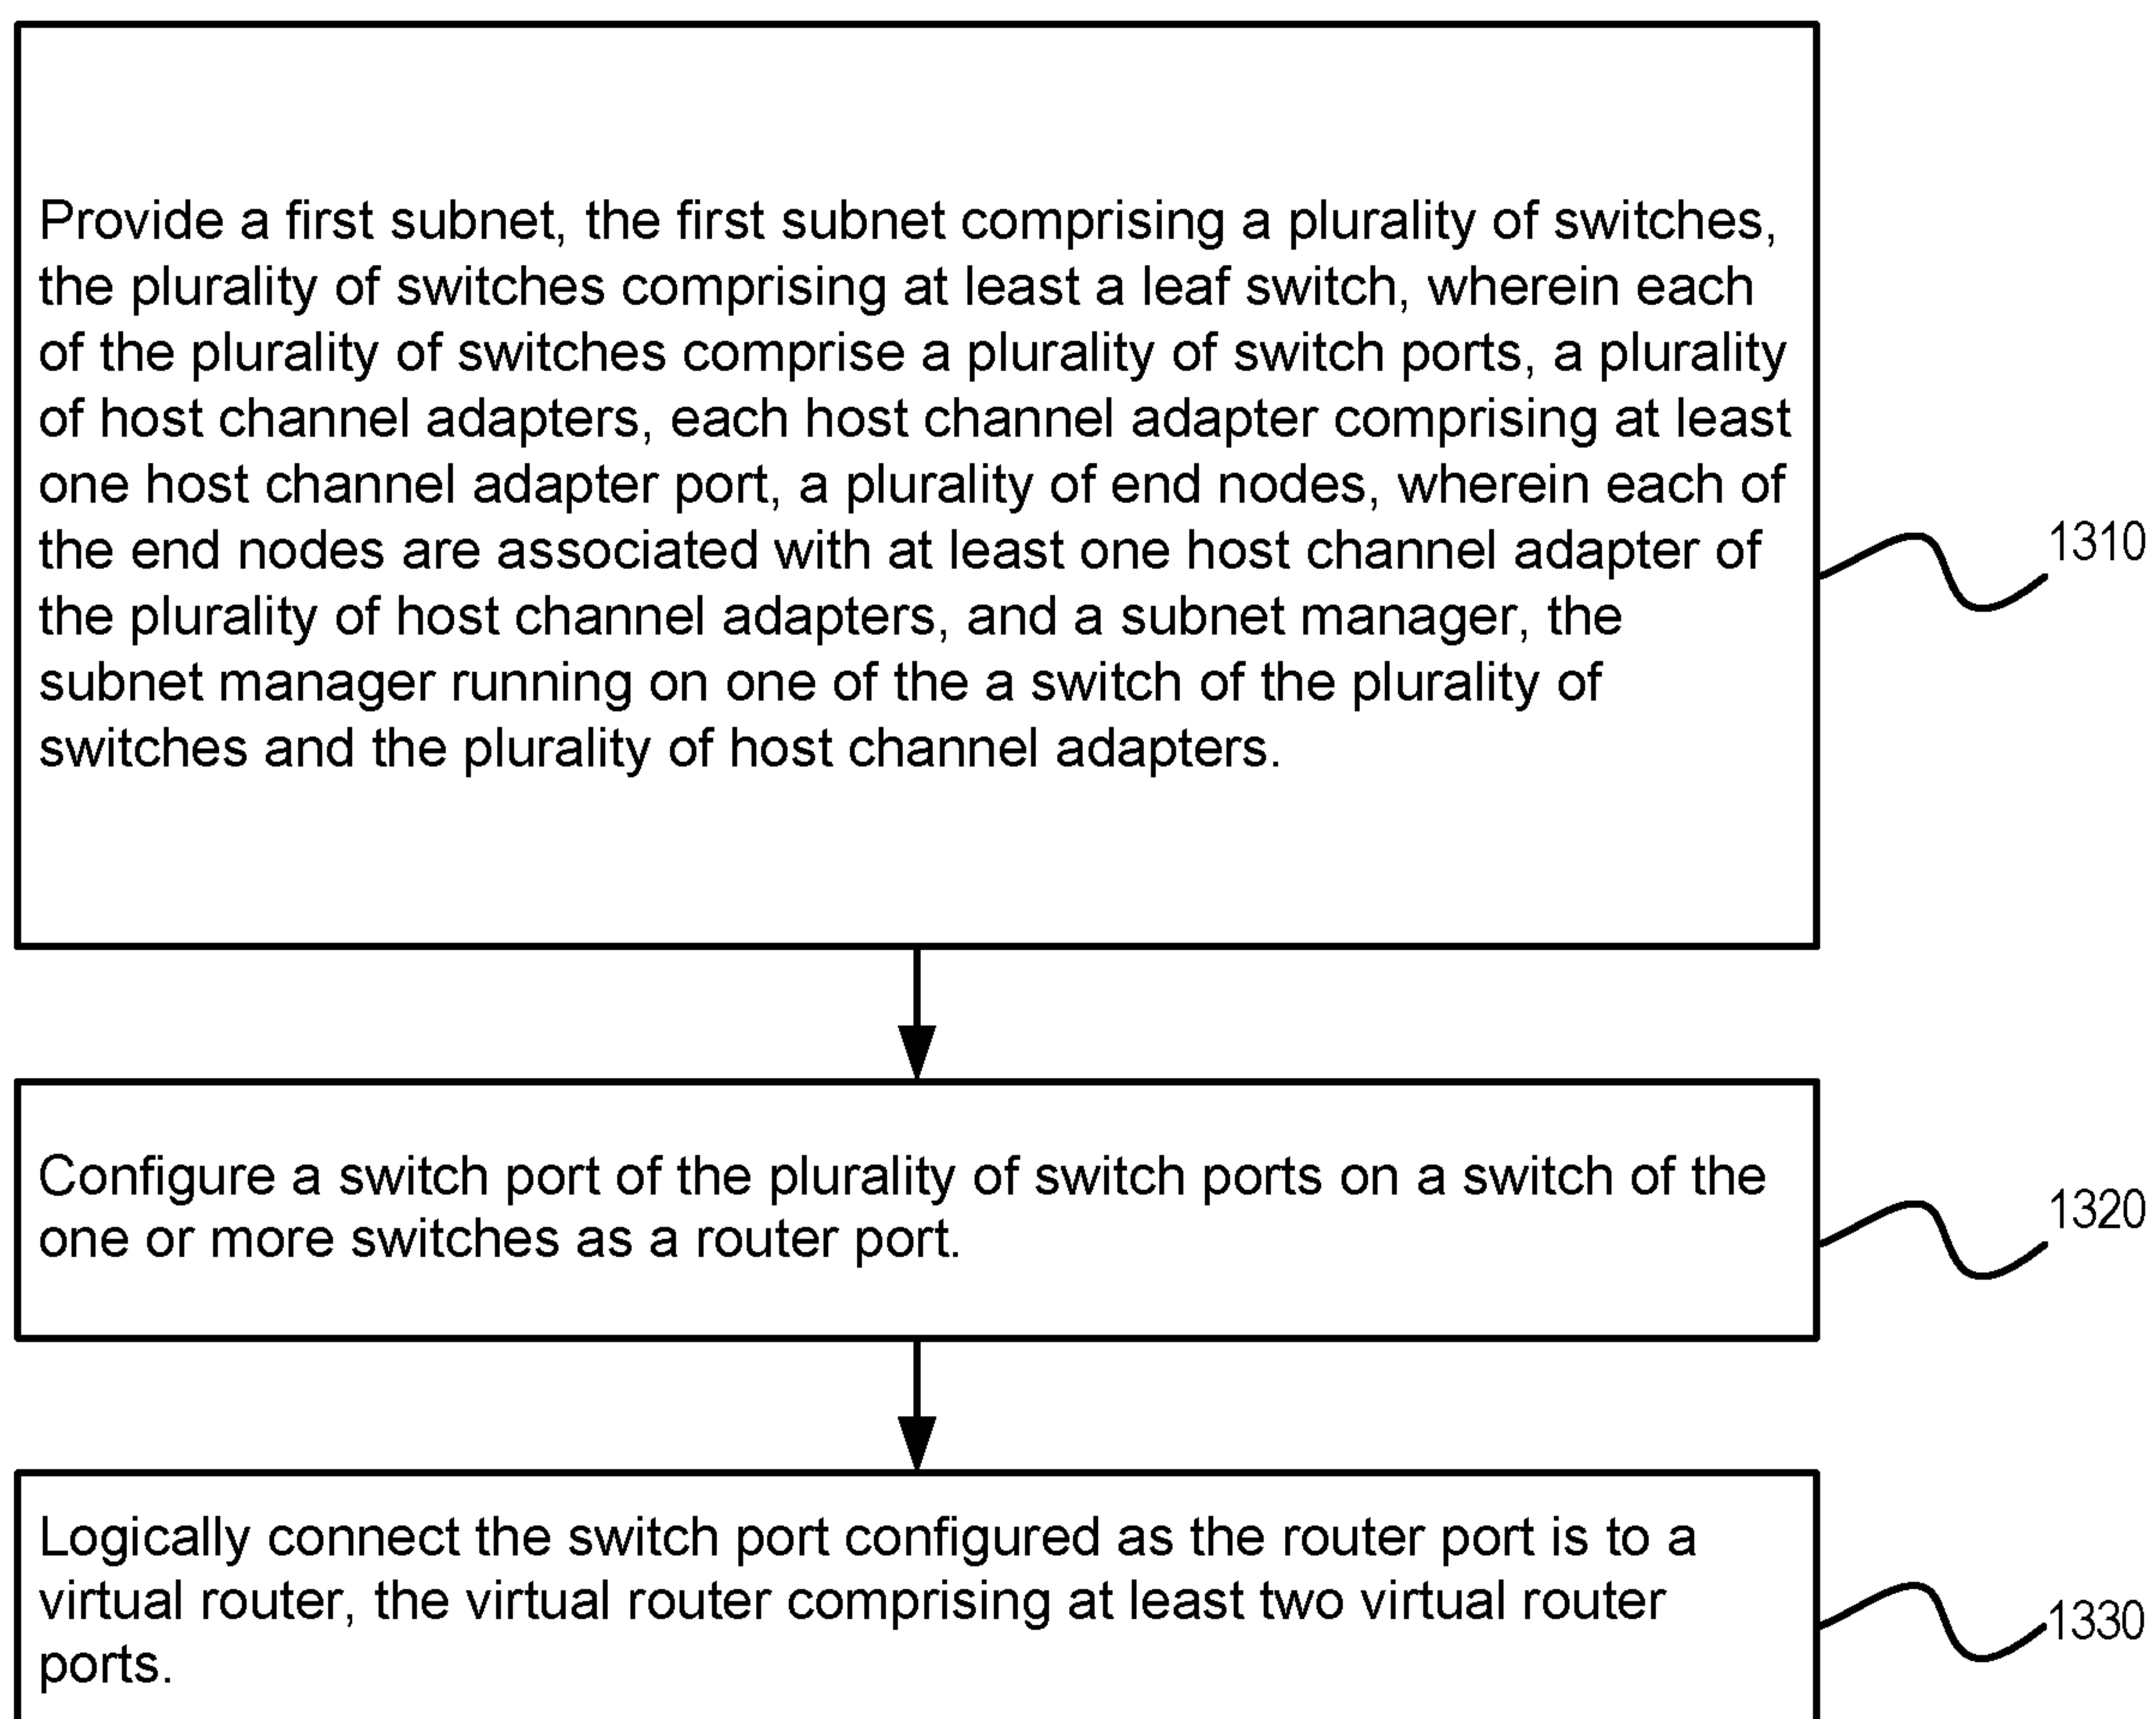 Provide a first subnet, the first subnet comprising a plurality of switches,
the plurality of switches comprising at least a leaf switch, wherein each
of the plurality of switches comprise a plurality of switch ports, a plurality
of host channel adapters, each host channel adapter comprising at least
one host channel adapter port, a plurality of end nodes, wherein each of
the end nodes are associated with at least one host channel adapter of
the plurality of host channel adapters, and a subnet manager, the
subnet manager running on one of the a switch of the plurality of
switches and the plurality of host channel adapters.
1310
Configure a switch port of the plurality of switch ports on a switch of the
one or more switches as a router port.
1320
Logically connect the switch port configured as the router port is to a
virtual router, the virtual router comprising at least two virtual router
ports.
1330